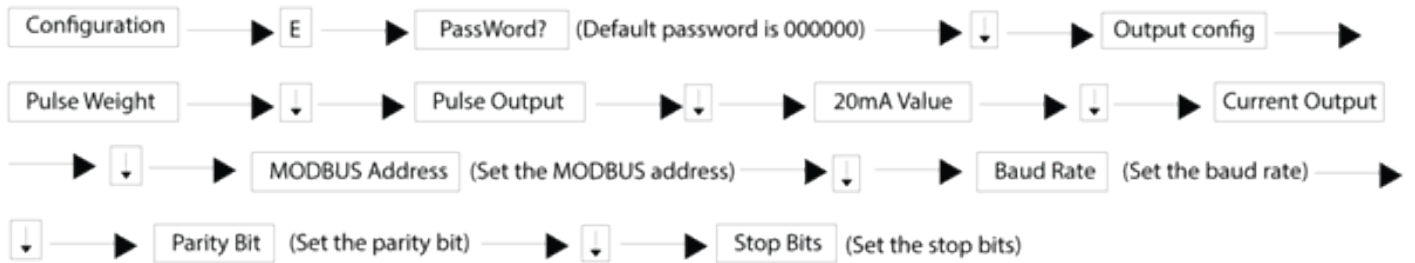 Configuration E PassWord? (Default password is 000000) ↓ Output config
Pulse Weight ↓ Pulse Output ↓ 20mA Value ↓ Current Output
↓ MODBUS Address (Set the MODBUS address) ↓ Baud Rate (Set the baud rate)
↓ Parity Bit (Set the parity bit) ↓ Stop Bits (Set the stop bits)